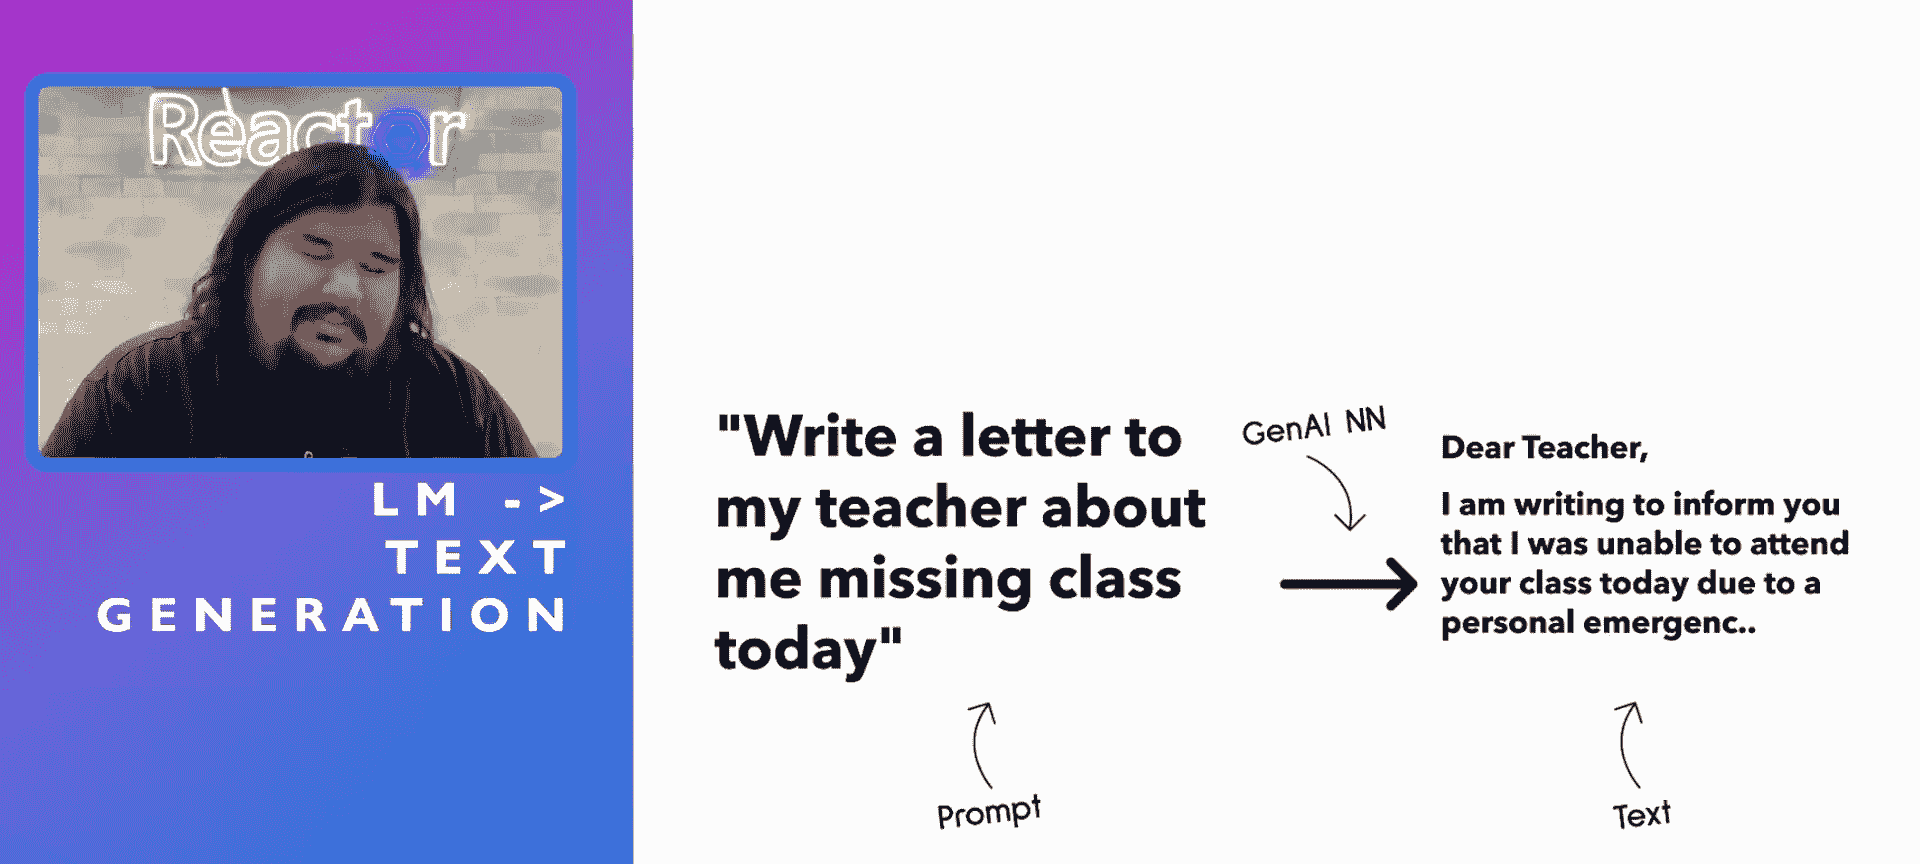 Reactor
LM ->
TEXT
GENERATION
"Write a letter to
my teacher about
me missing class
today"
GenAI NN
Dear Teacher,
I am writing to inform you
that I was unable to attend
your class today due to a
personal emergenc..
Prompt
Text